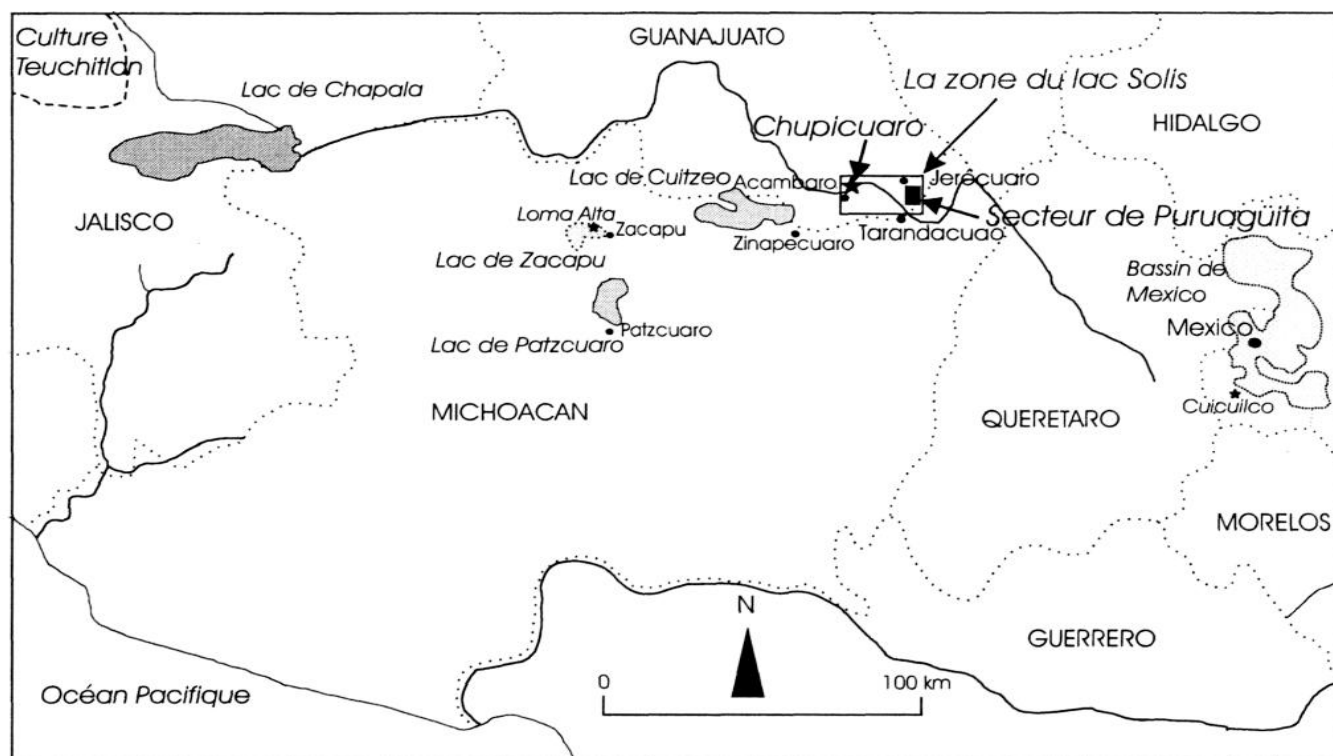 Culture
Teuchitlan
GUANAJUATO
Lac de Chapala
La zone du lac Solis
Chupicuaro
HIDALGO
Lac de Cuitzeo
Acambaro
Jerecuaro
JALISCO
Loma Alta
Zacapu
Secteur de Puruagüita
Zinapecuaro
Tarandacuao
Lac de Zacapu
Bassin de
Mexico
Mexico
Patzcuaro
Lac de Patzcuaro
MICHOACAN
QUERETARO
Cuicuilco
MORELOS
N
GUERRERO
0
100 km
Océan Pacifique